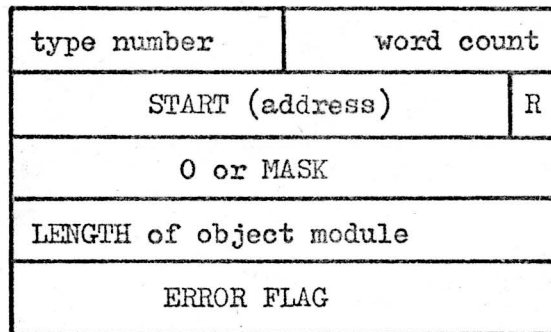 type number word count
START (address) R
0 or MASK
LENGTH of object module
ERROR FLAG